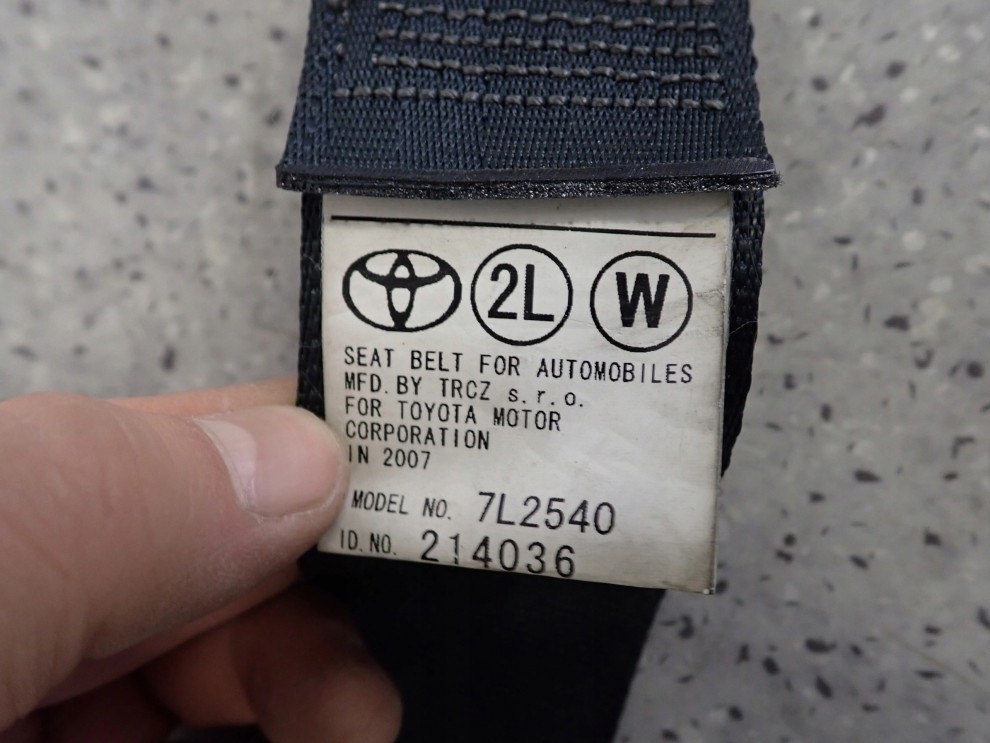 2L W
SEAT BELT FOR AUTOMOBILES
MFD. BY TRCZ s.r.o.
FOR TOYOTA MOTOR
CORPORATION
IN 2007
MODEL NO. 7L2540
ID.NO. 214036